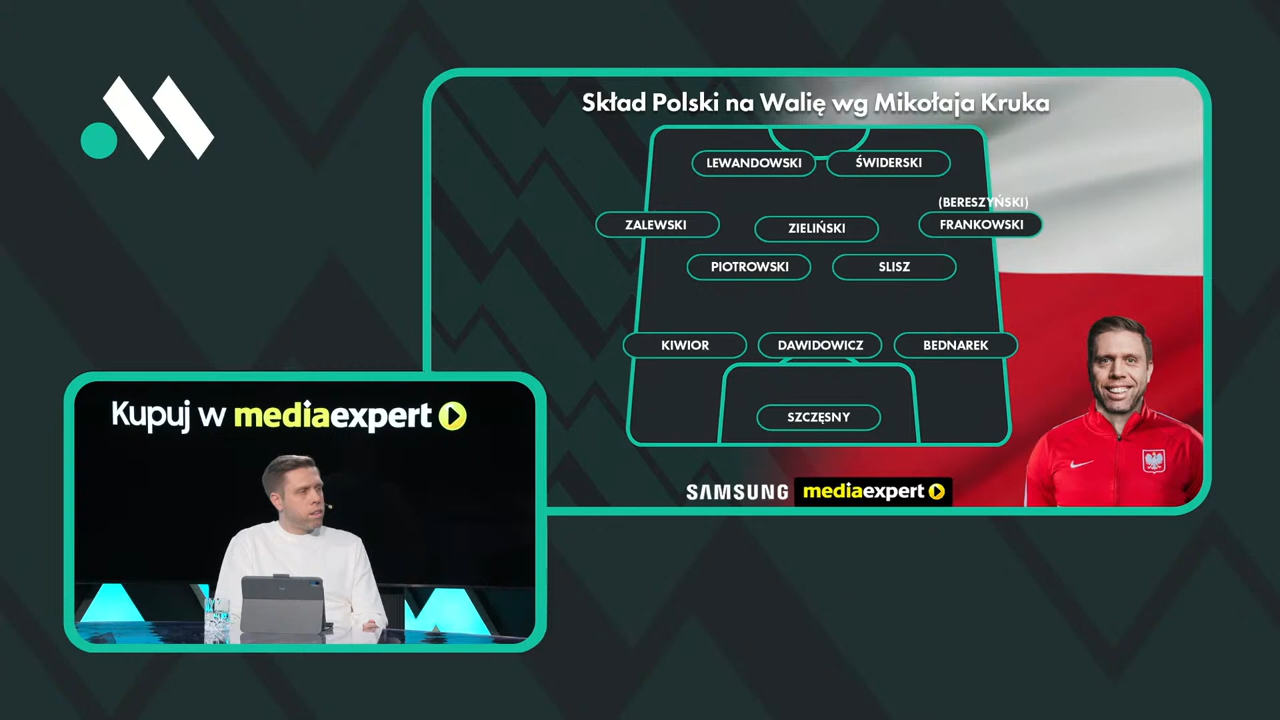 Skład Polski na Walię wg Mikołaja Kruka
LEWANDOWSKI
ŚWIDERSKI
(BERESZYŃSKI)
ZALEWSKI
ZIELIŃSKI
FRANKOWSKI
PIOTROWSKI
SLISZ
KIWIOR
DAWIDOWICZ
BEDNAREK
SZCZĘSNY
SAMSUNG
mediaexpert
Kupuj w mediaexpert